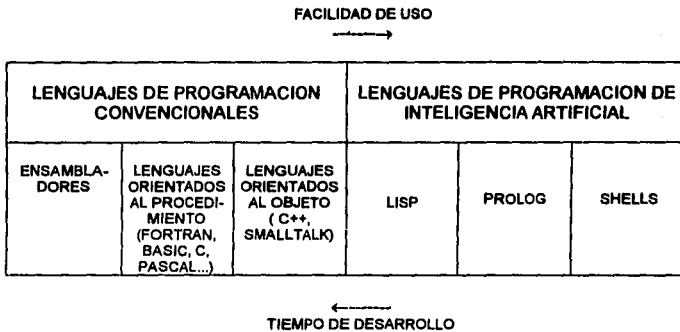 FACILIDAD DE USO
LENGUAJES DE PROGRAMACION
CONVENCIONALES
LENGUAJES DE PROGRAMACION DE
INTELIGENCIA ARTIFICIAL
ENSAMBLA-
DORES
LENGUAJES
ORIENTADOS
AL PROCEDI-
MIENTO
(FORTRAN,
BASIC, C,
PASCAL...)
LENGUAJES
ORIENTADOS
AL OBJETO
( C++,
SMALLTALK)
LISP
PROLOG
SHELLS
TIEMPO DE DESARROLLO